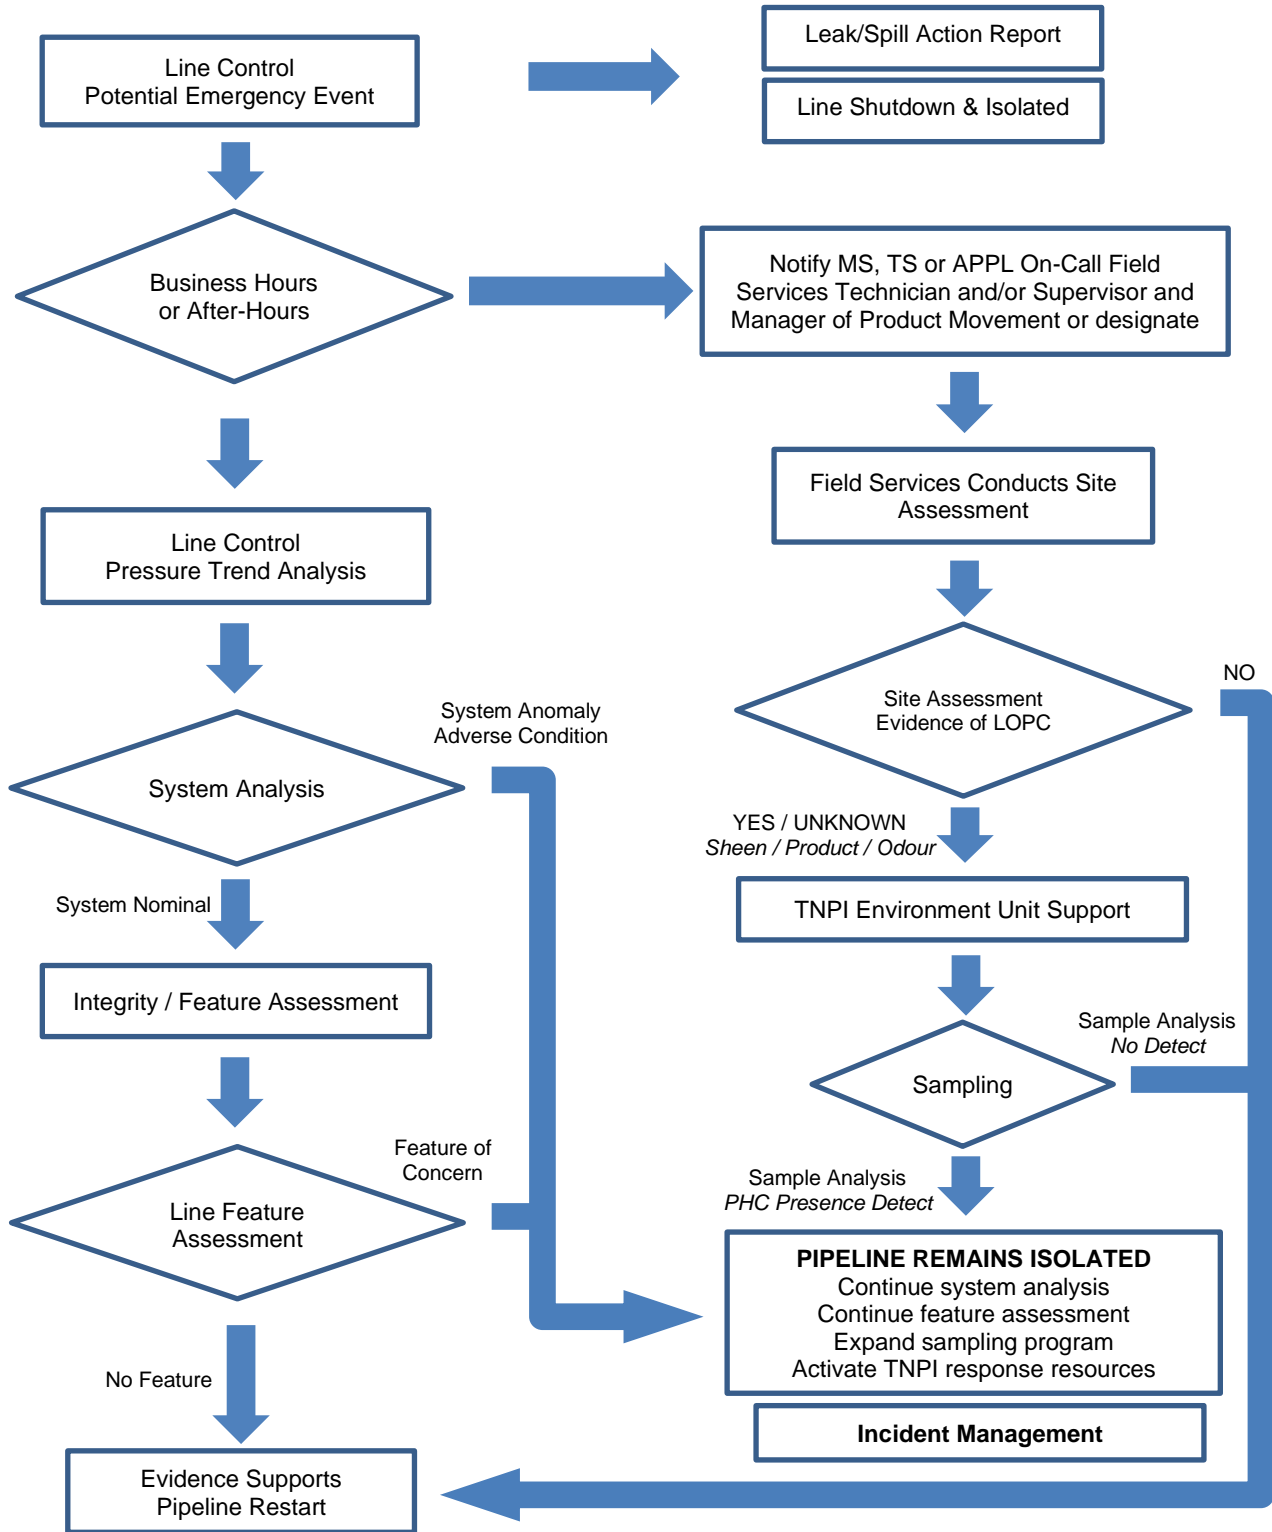 Line Control
Potential Emergency Event
Leak/Spill Action Report
Line Shutdown & Isolated
Business Hours
or After-Hours
Notify MS, TS or APPL On-Call Field
Services Technician and/or Supervisor and
Manager of Product Movement or designate
Line Control
Pressure Trend Analysis
Field Services Conducts Site
Assessment
System Analysis
System Anomaly
Adverse Condition
Site Assessment
Evidence of LOPC
NO
YES / UNKNOWN
Sheen / Product / Odour
System Nominal
TNPI Environment Unit Support
Integrity / Feature Assessment
Sampling
Sample Analysis
No Detect
Line Feature
Assessment
Feature of
Concern
Sample Analysis
PHC Presence Detect
PIPELINE REMAINS ISOLATED
Continue system analysis
Continue feature assessment
Expand sampling program
Activate TNPI response resources
Incident Management
No Feature
Evidence Supports
Pipeline Restart